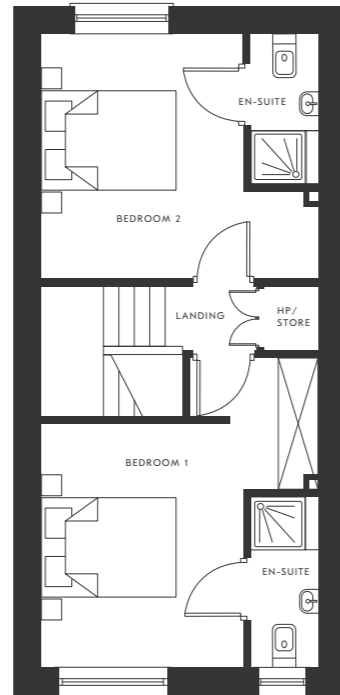 EN-SUITE
BEDROOM 2
LANDING
HP/
STORE
BEDROOM 1
EN-SUITE